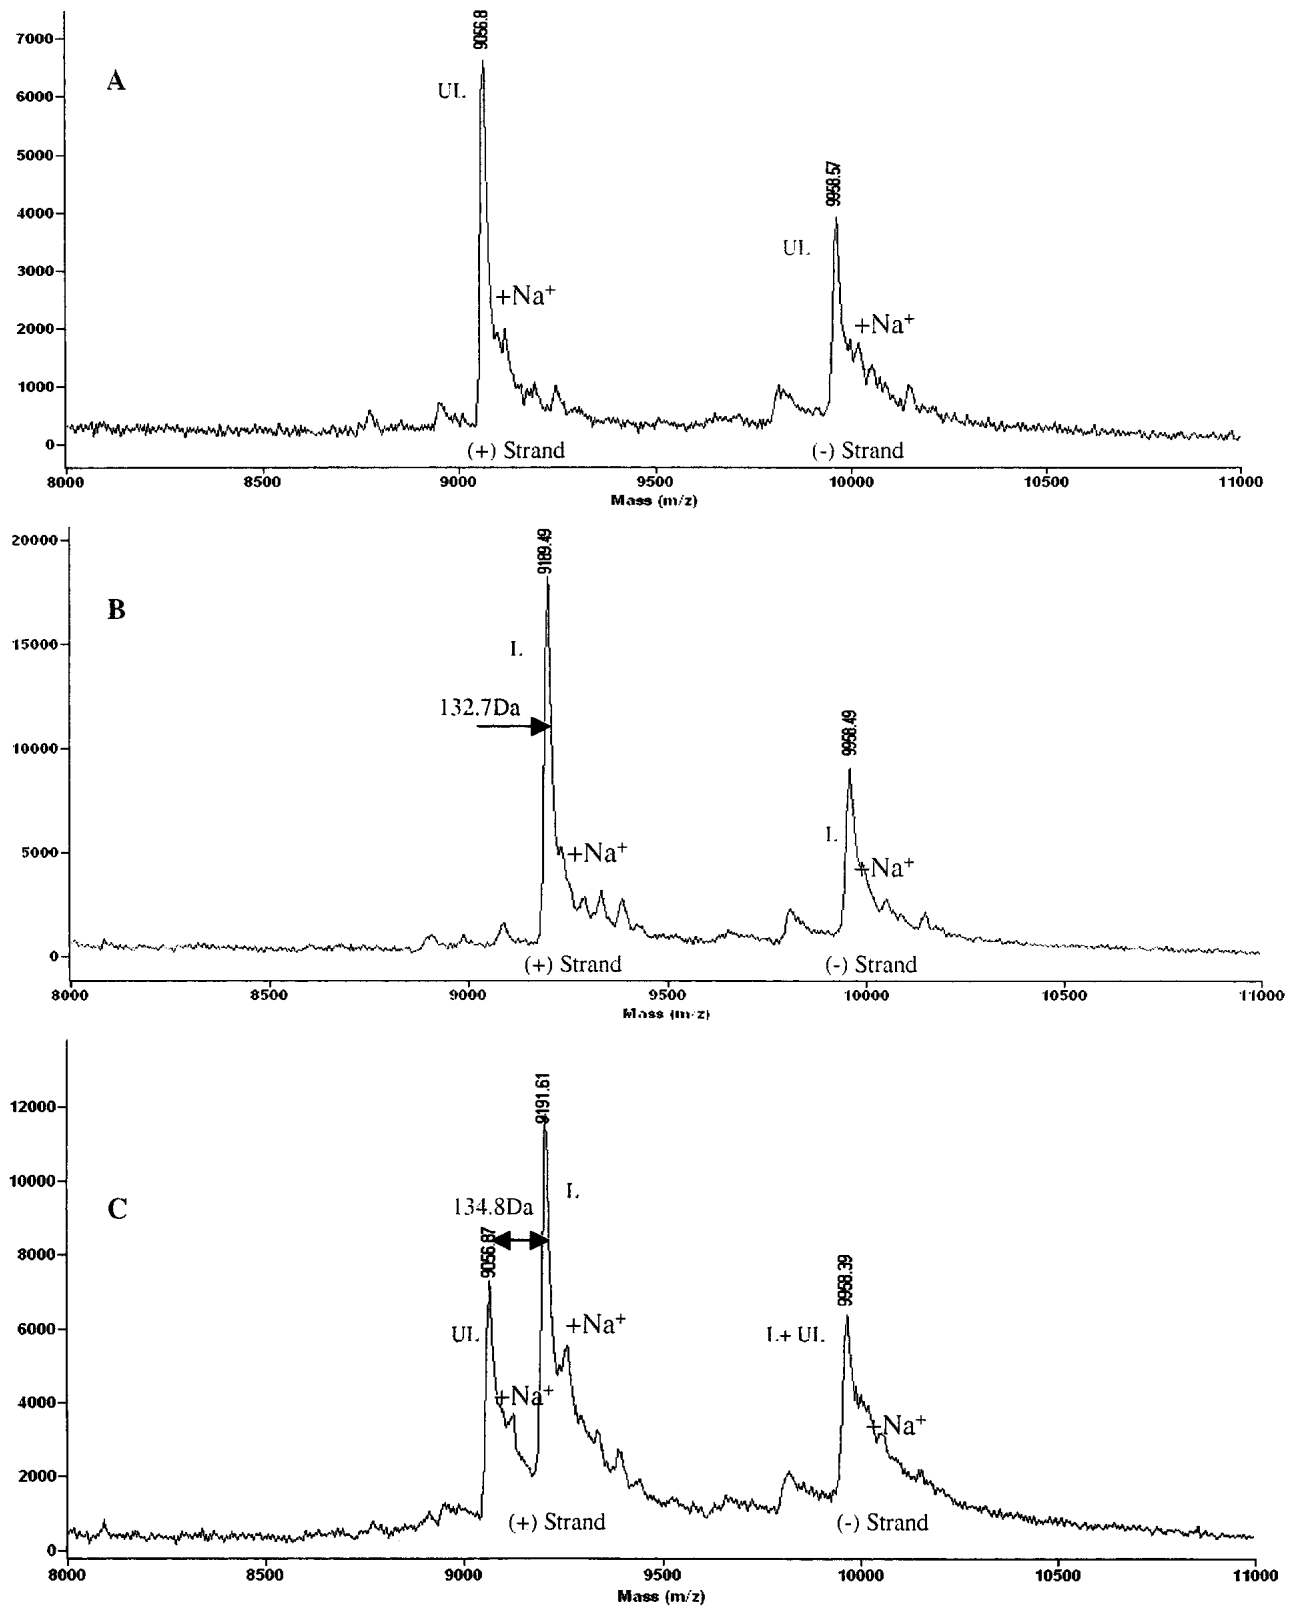 7000
9056.8
A
UL
6000
5000
9958.57
4000
UL
3000
+Na⁺
+Na⁺
2000
1000
0
(+) Strand
(-) Strand
8000 8500 9000 9500 10000 10500 11000
Mass (m/z)
20000
9189.49
B
L
15000
132.7Da
9958.49
10000
L
+Na⁺
+Na⁺
5000
0
(+) Strand
(-) Strand
8000 8500 9000 9500 10000 10500 11000
Mass (m/z)
9191.61
12000
C
L
10000
134.8Da
9056.87
9958.39
8000
UL
+Na⁺
L+ UL
6000
+Na⁺
+Na⁺
4000
2000
(+) Strand
(-) Strand
0
8000 8500 9000 9500 10000 10500 11000
Mass (m/z)